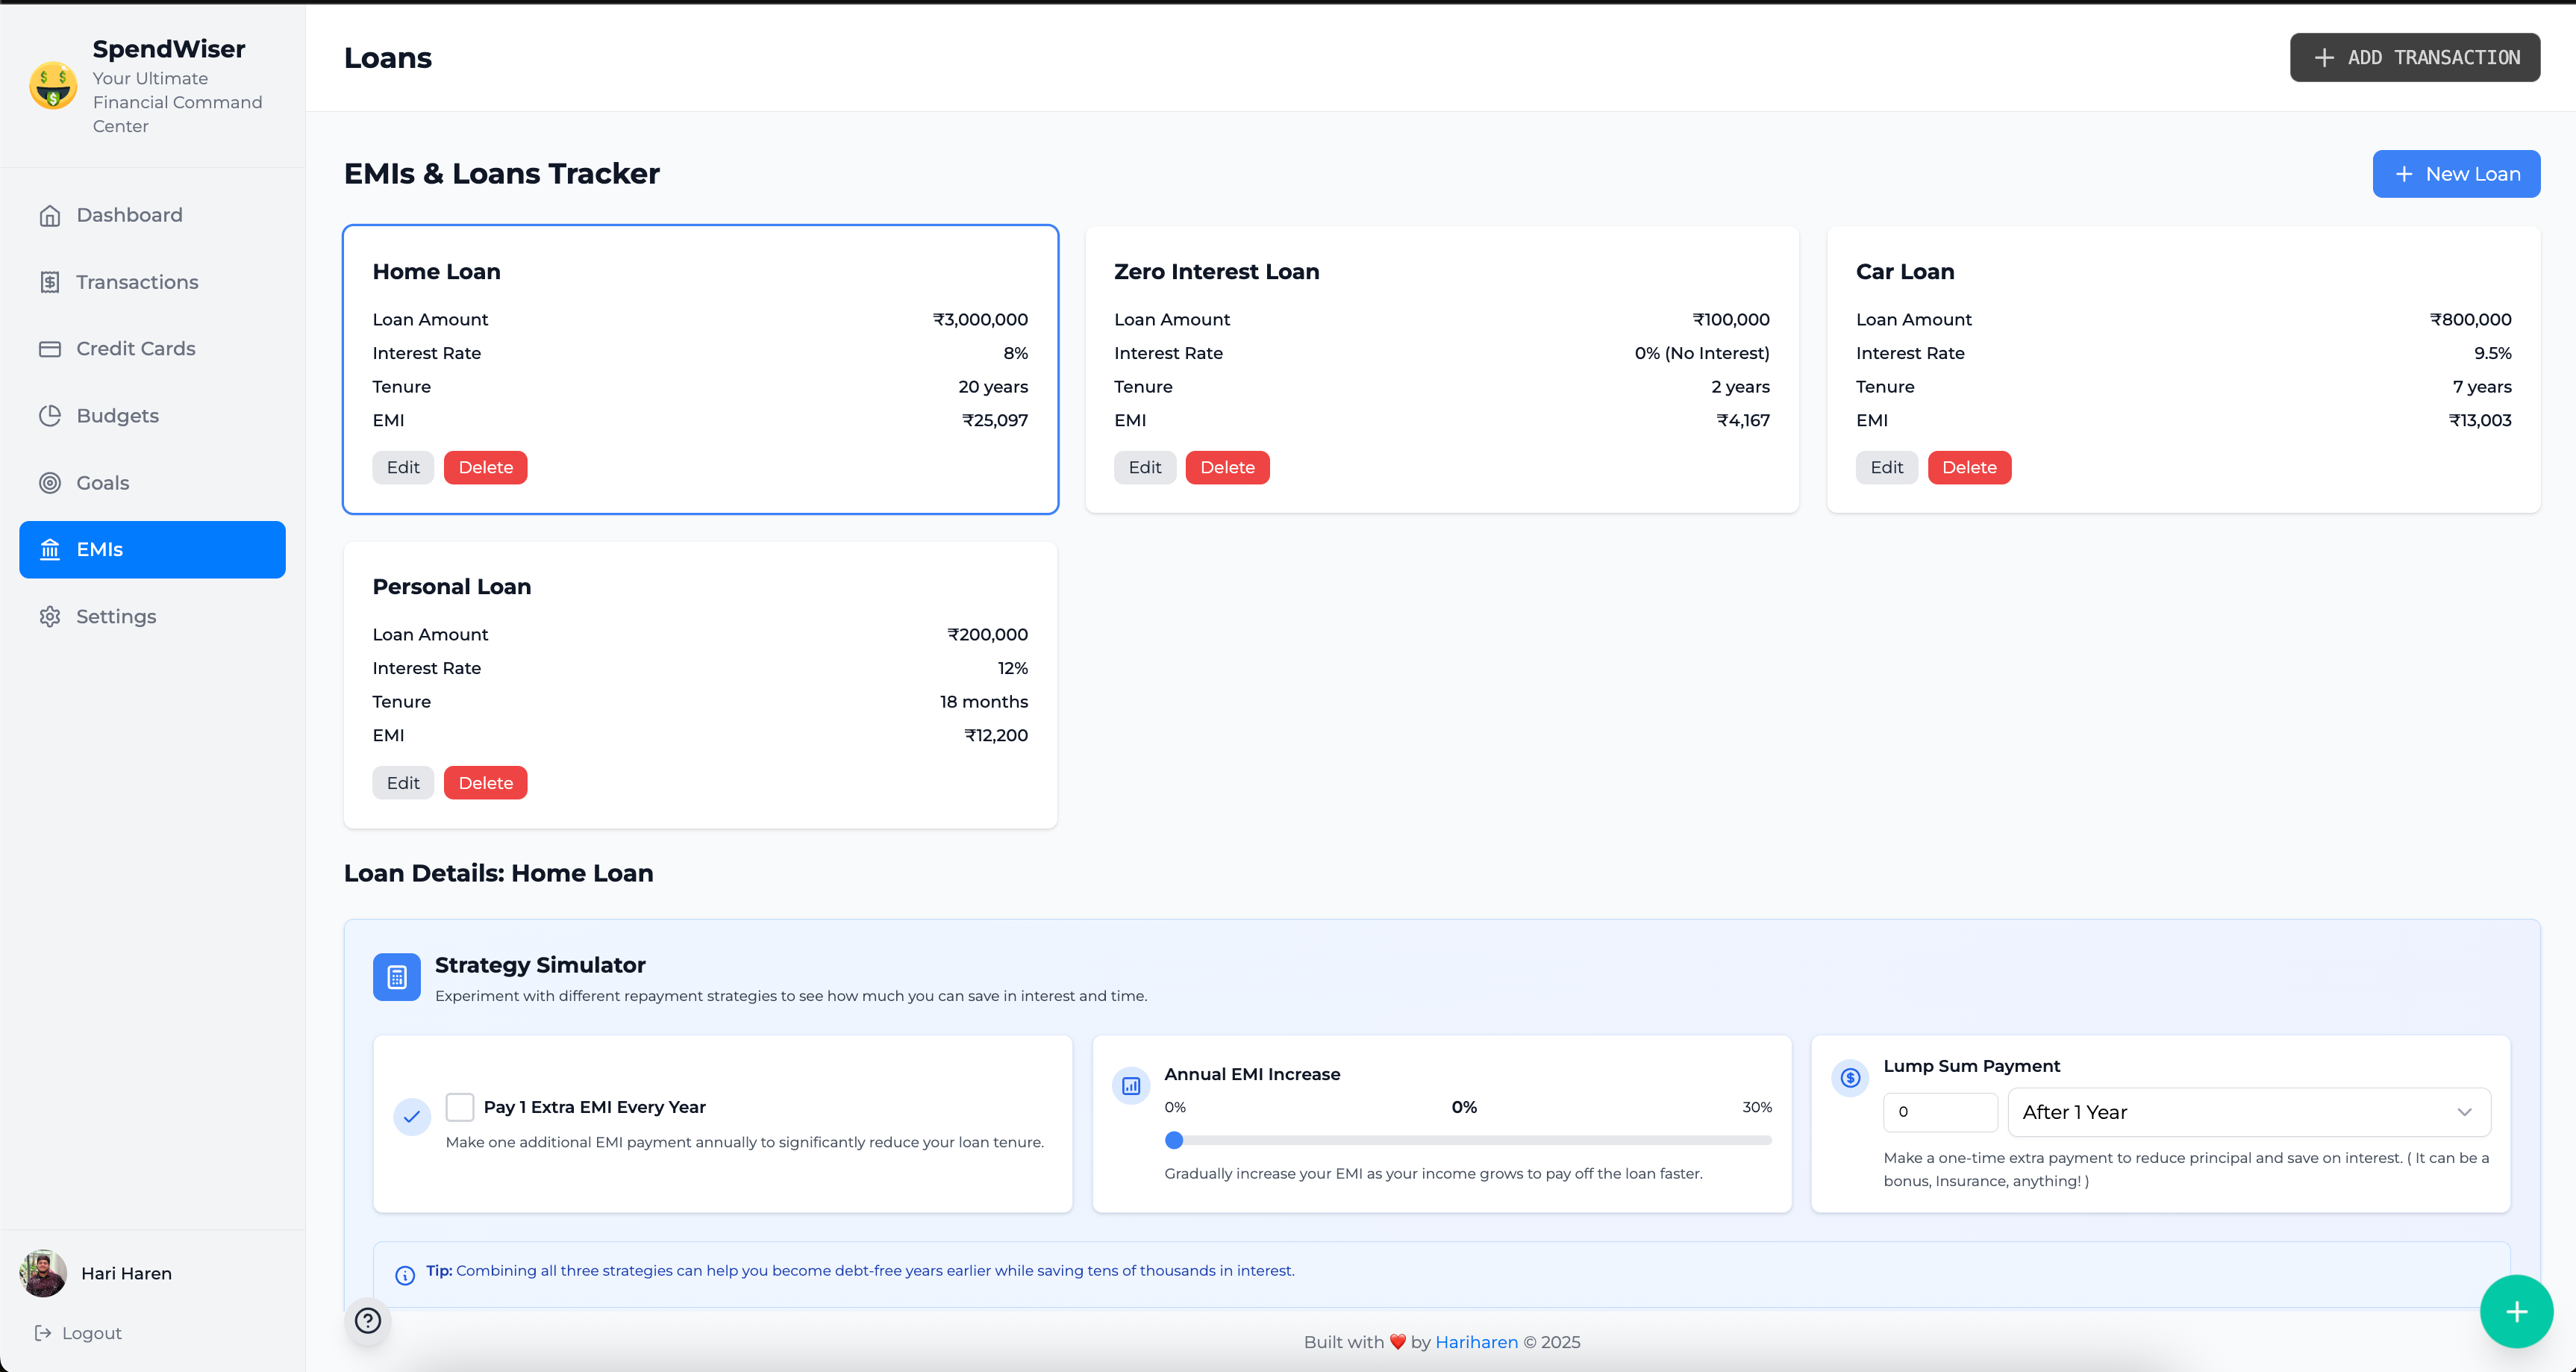 SpendWiser
Your Ultimate
Financial Command
Center
Dashboard
Transactions
Credit Cards
Budgets
Goals
EMIs
Settings
Hari Haren
Logout
Loans
ADD TRANSACTION
EMIs & Loans Tracker
New Loan
Home Loan
Loan Amount ₹3,000,000
Interest Rate 8%
Tenure 20 years
EMI ₹25,097
Edit Delete
Zero Interest Loan
Loan Amount ₹100,000
Interest Rate 0% (No Interest)
Tenure 2 years
EMI ₹4,167
Edit Delete
Car Loan
Loan Amount ₹800,000
Interest Rate 9.5%
Tenure 7 years
EMI ₹13,003
Edit Delete
Personal Loan
Loan Amount ₹200,000
Interest Rate 12%
Tenure 18 months
EMI ₹12,200
Edit Delete
Loan Details: Home Loan
Strategy Simulator
Experiment with different repayment strategies to see how much you can save in interest and time.
Pay 1 Extra EMI Every Year
Make one additional EMI payment annually to significantly reduce your loan tenure.
Annual EMI Increase
0% 0% 30%
Gradually increase your EMI as your income grows to pay off the loan faster.
Lump Sum Payment
0 After 1 Year
Make a one-time extra payment to reduce principal and save on interest. ( It can be a
bonus, Insurance, anything! )
Tip: Combining all three strategies can help you become debt-free years earlier while saving tens of thousands in interest.
Built with ❤️ by Hariharen © 2025